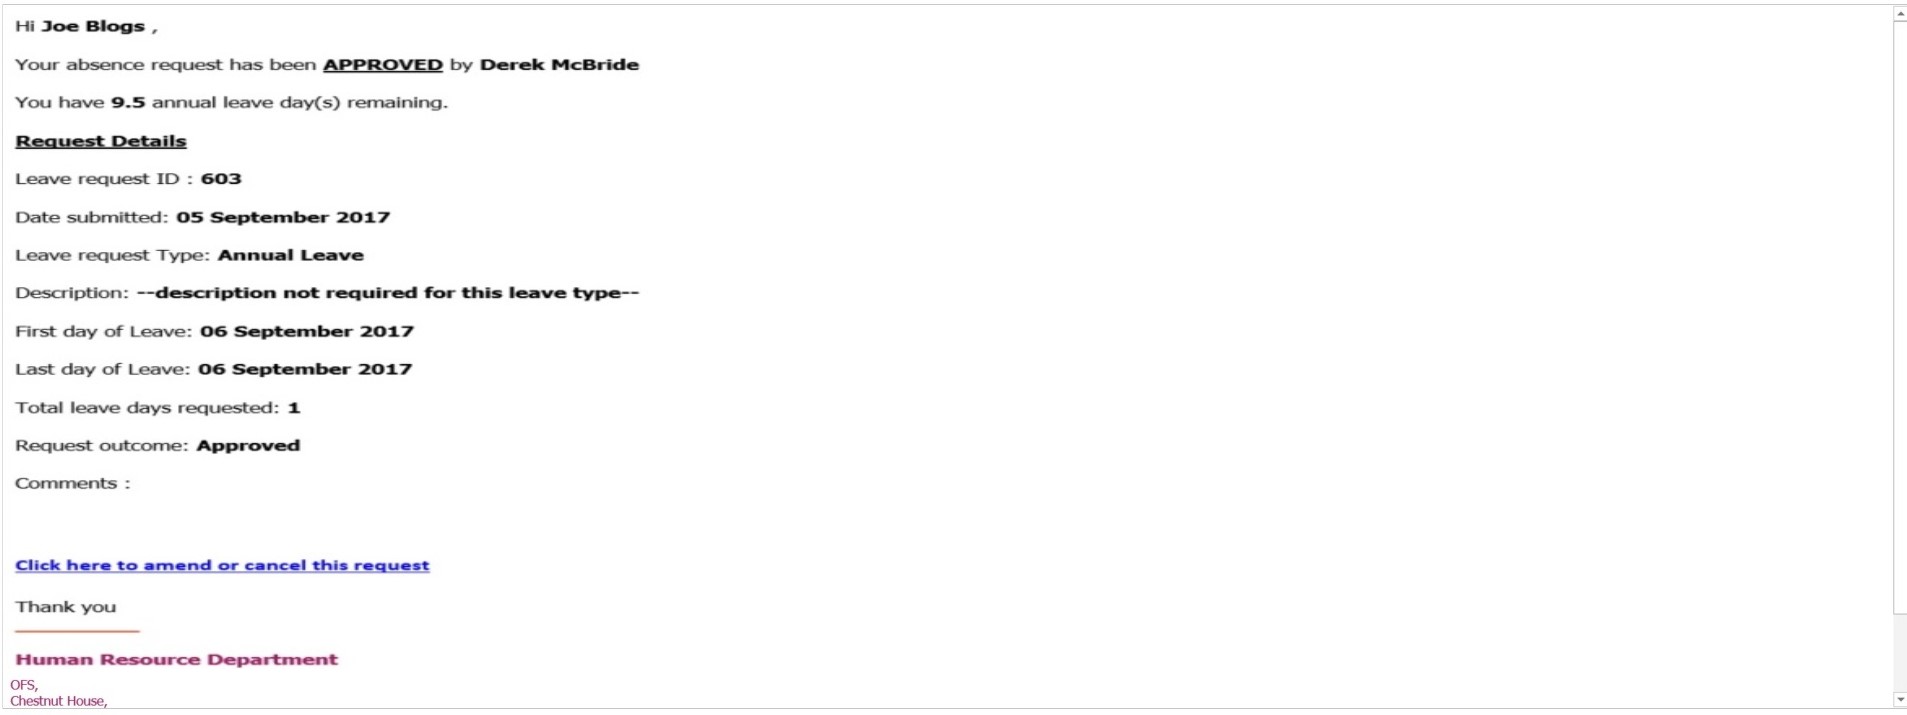 Hi Joe Blogs ,
Your absence request has been APPROVED by Derek McBride
You have 9.5 annual leave day(s) remaining.
Request Details
Leave request ID : 603
Date submitted: 05 September 2017
Leave request Type: Annual Leave
Description: --description not required for this leave type--
First day of Leave: 06 September 2017
Last day of Leave: 06 September 2017
Total leave days requested: 1
Request outcome: Approved
Comments :
Click here to amend or cancel this request
Thank you
Human Resource Department
OFS,
Chestnut House,